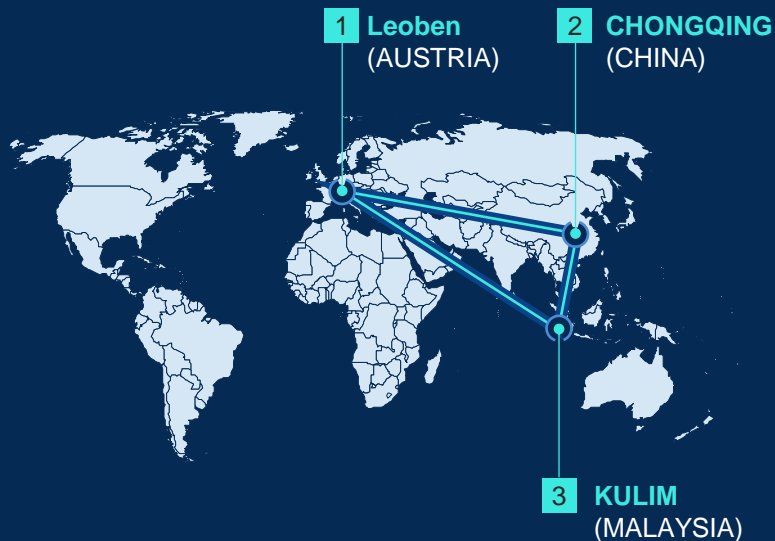 1 Leoben
(AUSTRIA)
2 CHONGQING
(CHINA)
3 KULIM
(MALAYSIA)